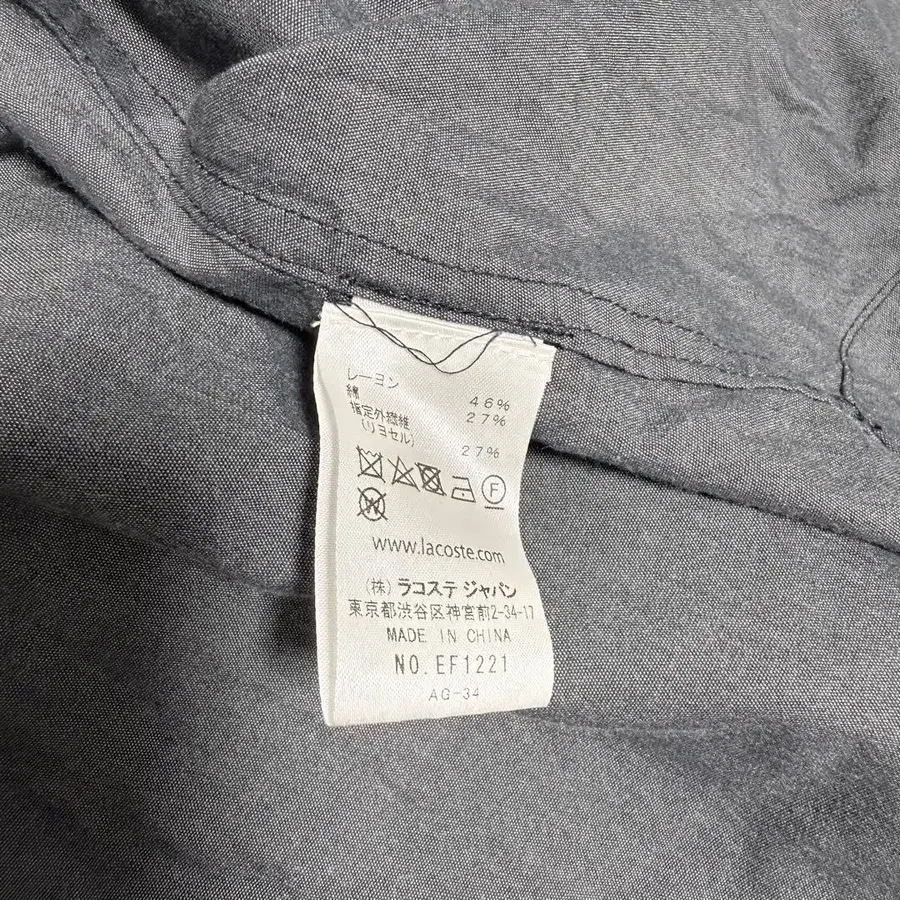 レーヨン 46%
綿 27%
指定外繊維
(リヨセル) 27%
F
W
www.lacoste.com
(株) ラコステ ジャパン
東京都渋谷区神宮前2-34-17
MADE IN CHINA
NO.EF1221
AG-34